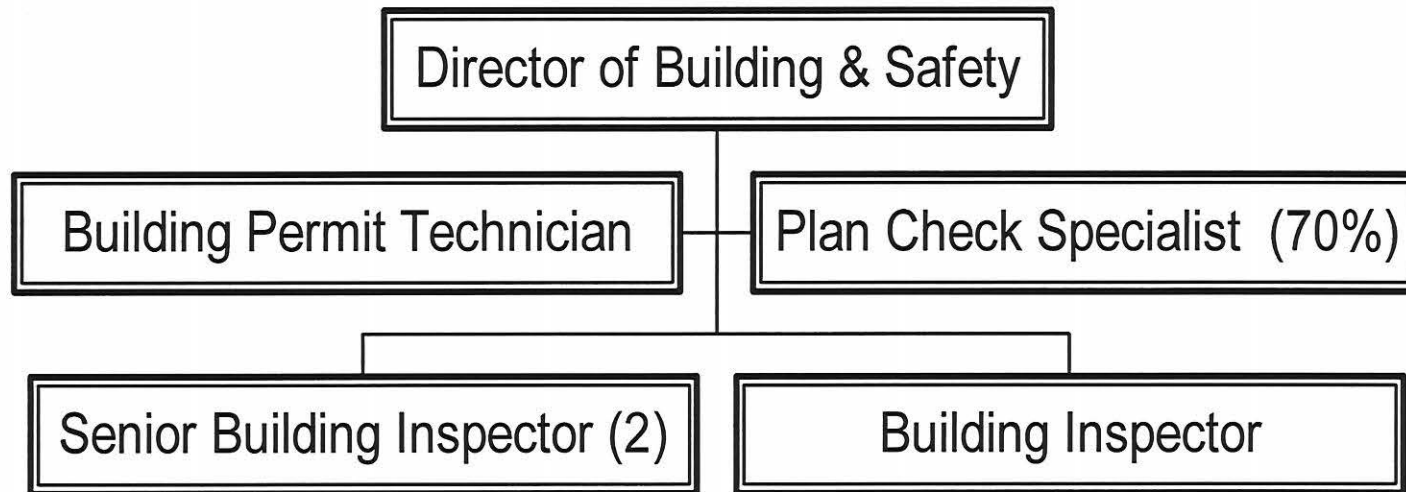 Director of Building & Safety
Building Permit Technician
Plan Check Specialist (70%)
Senior Building Inspector (2)
Building Inspector